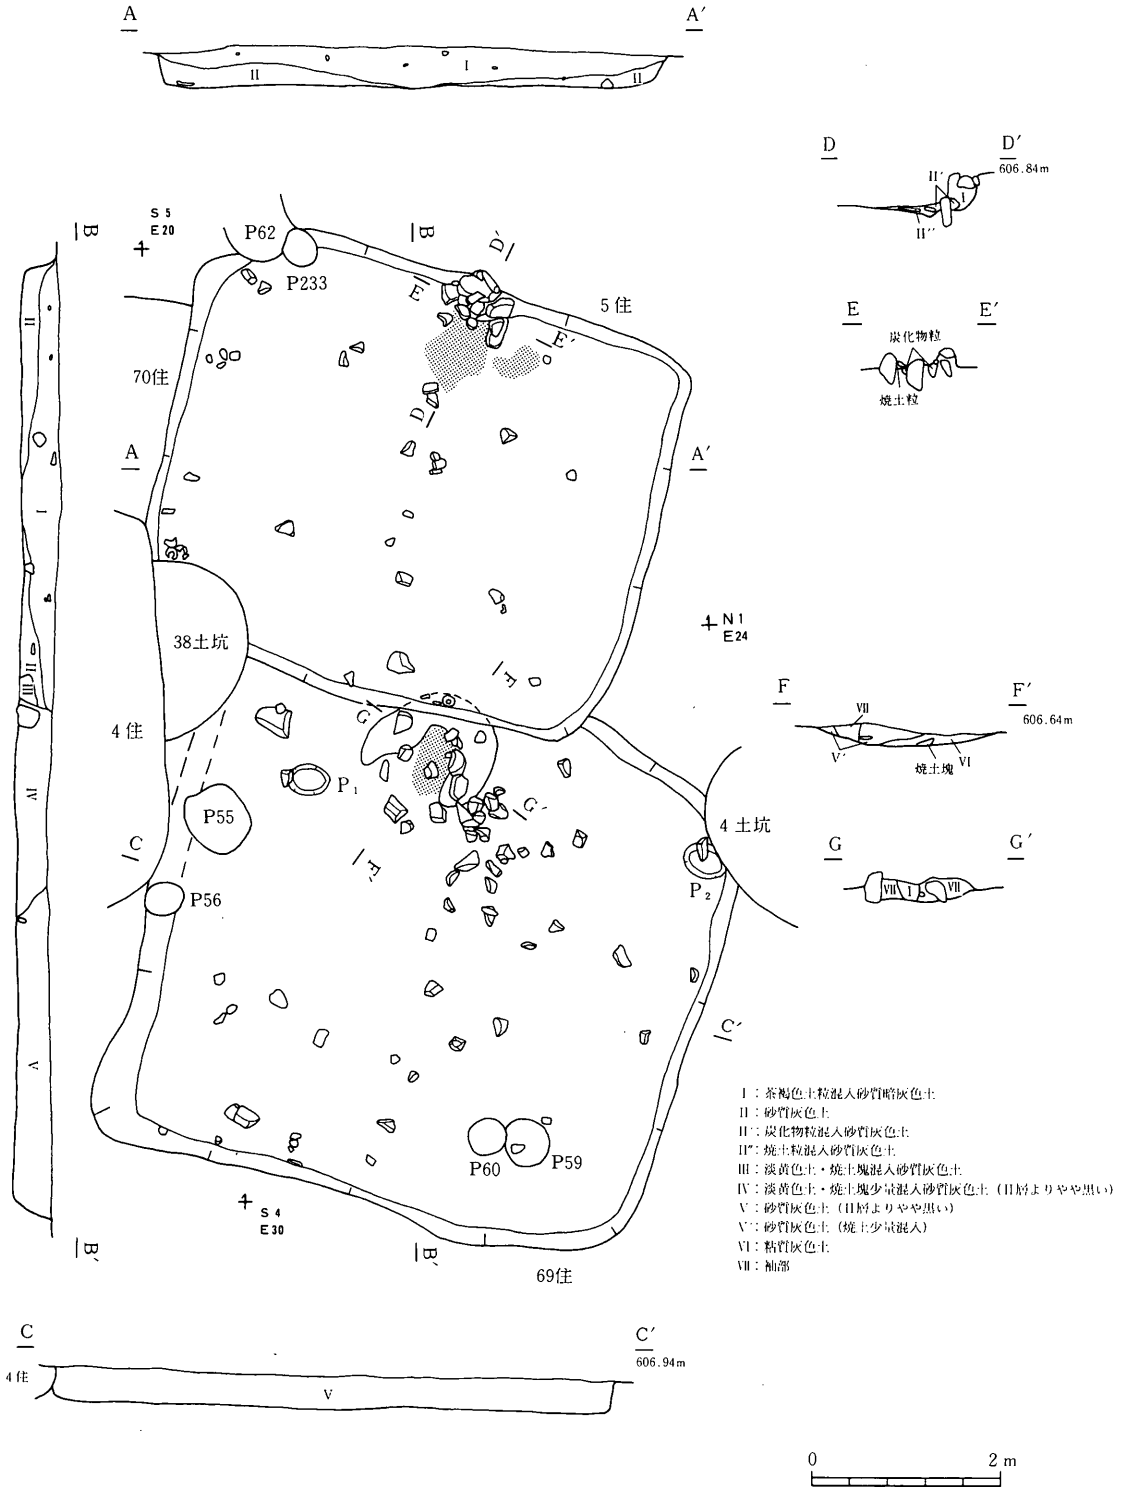 A
A′
I
II
II
D
D′
606.84m
II′
I
II″
S 5
E 20
B
B
D′
P62
P233
E
5住
E
E′
E′
炭化物粒
焼土粒
II
70住
D
A
A′
I
38土坑
N 1
E 24
II
III
F
F
F′
606.64m
VII
V′
焼土塊
VI
4住
G
IV
P₁
P55
G′
4土坑
C
F′
P₂
G
G′
VII
I
VII
P56
V
C′
I：茶褐色土粒混入砂質暗灰色土
II：砂質灰色土
II′：炭化物粒混入砂質灰色土
II″：焼土粒混入砂質灰色土
III：淡黄色土・焼土塊混入砂質灰色土
IV：淡黄色土・焼土塊少量混入砂質灰色土（II層よりやや黒い）
V：砂質灰色土（II層よりやや黒い）
V′：砂質灰色土（焼土少量混入）
VI：粘質灰色土
VII：袖部
P60
P59
S 4
E 30
B′
B′
69住
C
C′
606.94m
4住
V
0
2 m